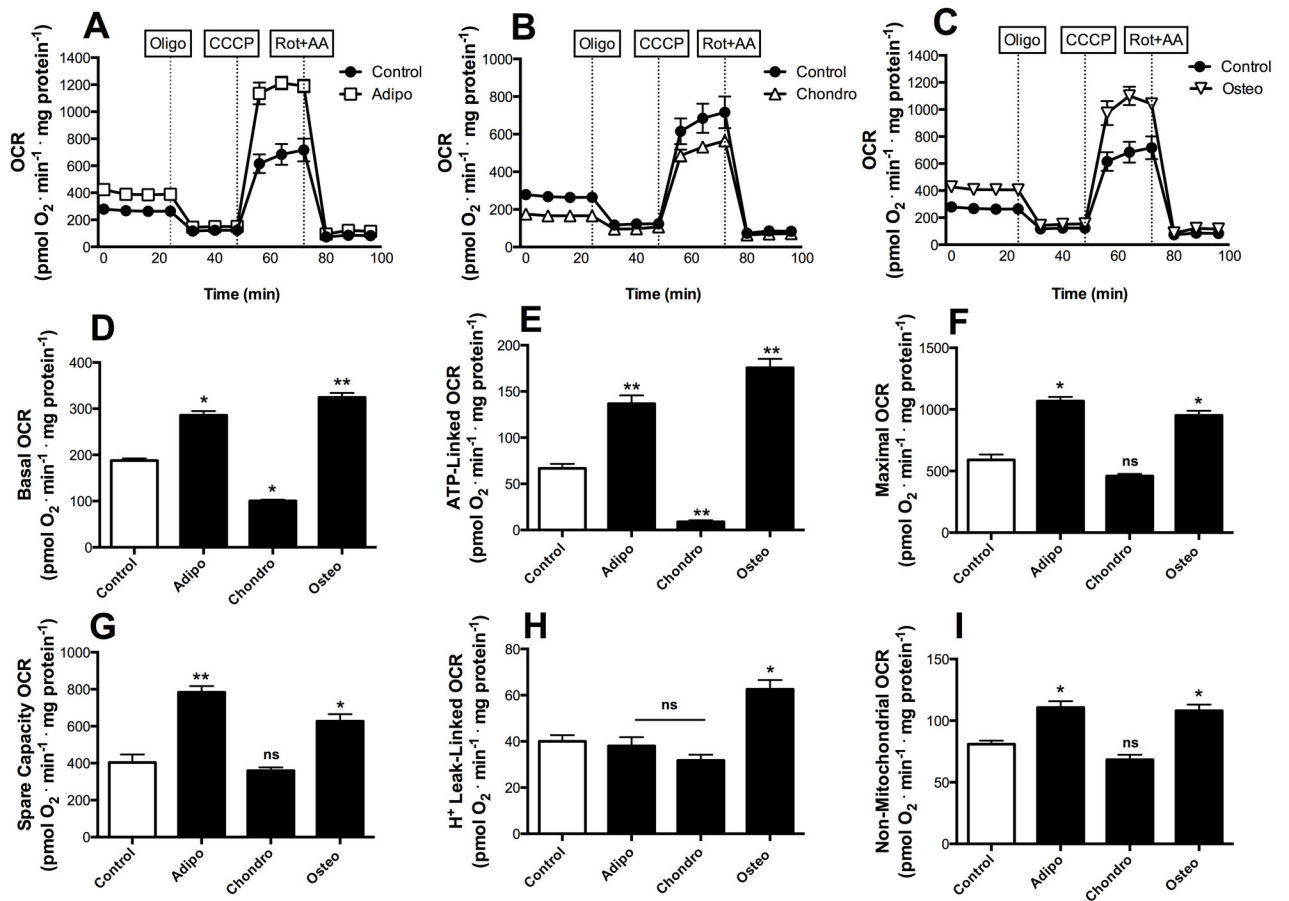 A
Oligo
CCCP
Rot+AA
OCR
(pmol O2 · min-1 · mg protein-1)
1400
1200
1000
800
600
400
200
0
0 20 40 60 80 100
Time (min)
Control
Adipo
B
Oligo
CCCP
Rot+AA
OCR
(pmol O2 · min-1 · mg protein-1)
1000
800
600
400
200
0
0 20 40 60 80 100
Time (min)
Control
Chondro
C
Oligo
CCCP
Rot+AA
OCR
(pmol O2 · min-1 · mg protein-1)
1400
1200
1000
800
600
400
200
0
0 20 40 60 80 100
Time (min)
Control
Osteo
D
Basal OCR
(pmol O2 · min-1 · mg protein-1)
400
300
200
100
0
*
*
**
Control
Adipo
Chondro
Osteo
E
ATP-Linked OCR
(pmol O2 · min-1 · mg protein-1)
200
150
100
50
0
**
**
**
Control
Adipo
Chondro
Osteo
F
Maximal OCR
(pmol O2 · min-1 · mg protein-1)
1500
1000
500
0
*
ns
*
Control
Adipo
Chondro
Osteo
G
Spare Capacity OCR
(pmol O2 · min-1 · mg protein-1)
1000
800
600
400
200
0
**
ns
*
Control
Adipo
Chondro
Osteo
H
H+ Leak-Linked OCR
(pmol O2 · min-1 · mg protein-1)
80
60
40
20
0
ns
*
Control
Adipo
Chondro
Osteo
I
Non-Mitochondrial OCR
(pmol O2 · min-1 · mg protein-1)
150
100
50
0
*
ns
*
Control
Adipo
Chondro
Osteo